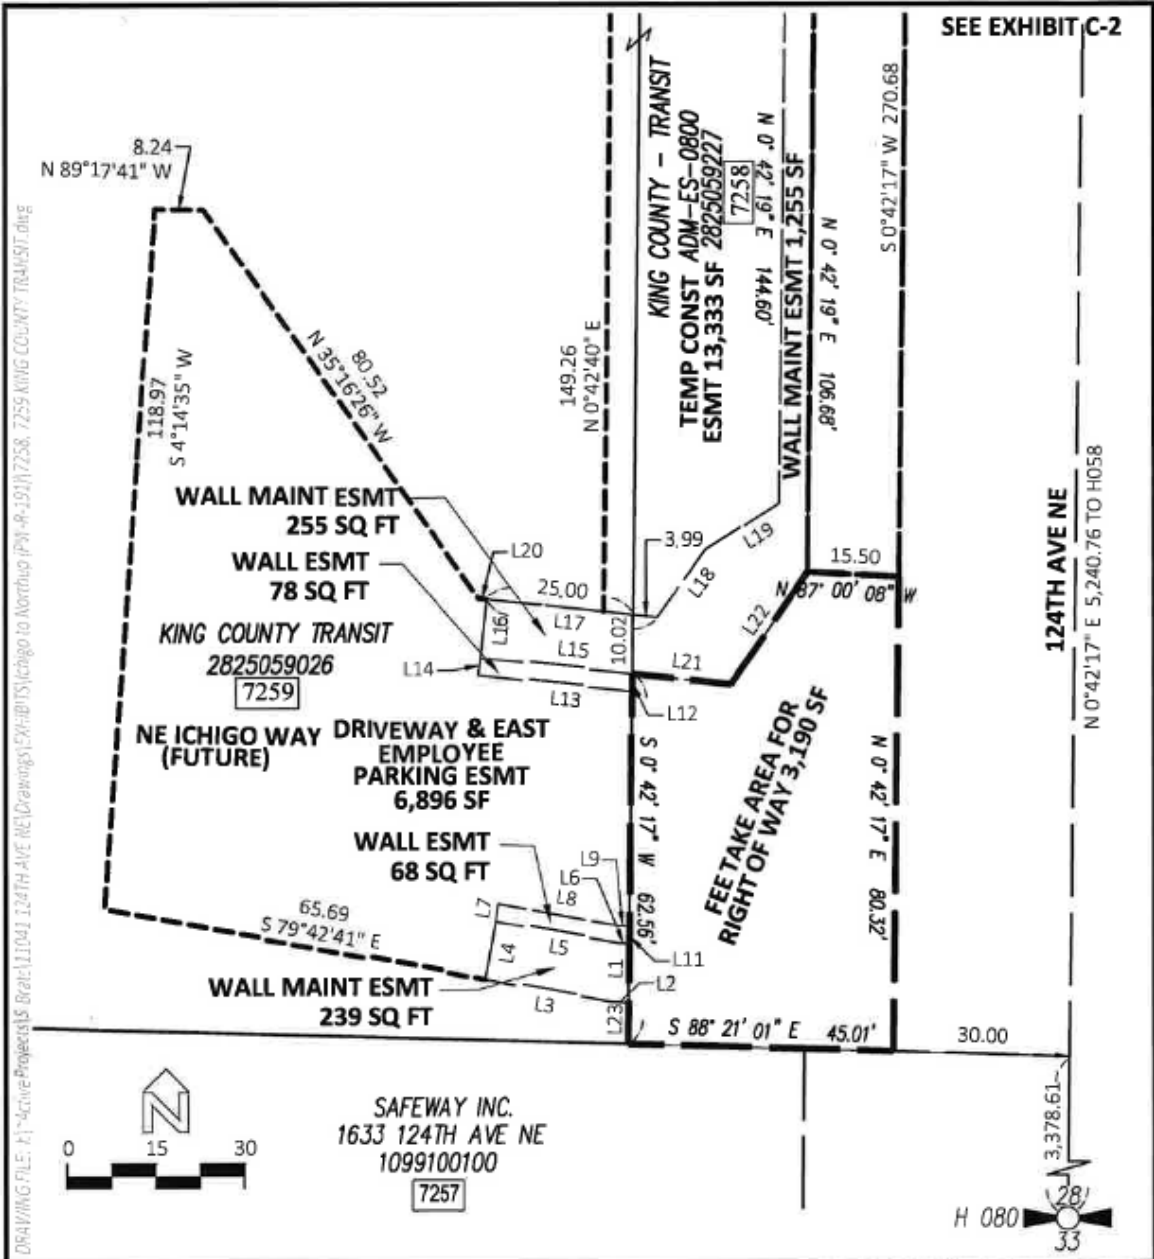 SEE EXHIBIT C-2
8.24
N 89°17'41" W
118.97
S 4°14'35" W
80.52
N 35°16'26" W
149.26
N 0°42'40" E
KING COUNTY - TRANSIT
TEMP CONST ADM-ES-0800
ESMT 13,333 SF 2825059227
7258
N 0° 42' 19" E 144.60'
WALL MAINT ESMT 1,255 SF
N 0° 42' 19" E 106.68'
S 0°42'17" W 270.68
124TH AVE NE
N 0°42'17" E 5,240.76 TO H058
WALL MAINT ESMT
255 SQ FT
WALL ESMT
78 SQ FT
L20
25.00
3.99
L19
L18
15.50
N 87° 00' 08" W
L17
L16
L15
10.02
L22
L21
L14
L13
L12
KING COUNTY TRANSIT
2825059026
7259
NE ICHIGO WAY
(FUTURE)
DRIVEWAY & EAST
EMPLOYEE
PARKING ESMT
6,896 SF
S 0° 42' 17" W 62.56'
FEE TAKE AREA FOR
RIGHT OF WAY 3,190 SF
N 0° 42' 17" E 80.32'
WALL ESMT
68 SQ FT
L9
L6
L8
L7
L5
L4
L1
L11
L2
L3
L23
65.69
S 79°42'41" E
WALL MAINT ESMT
239 SQ FT
S 88° 21' 01" E 45.01'
30.00
3,378.61
SAFEWAY INC.
1633 124TH AVE NE
1099100100
7257
N
0 15 30
H 080
28
33